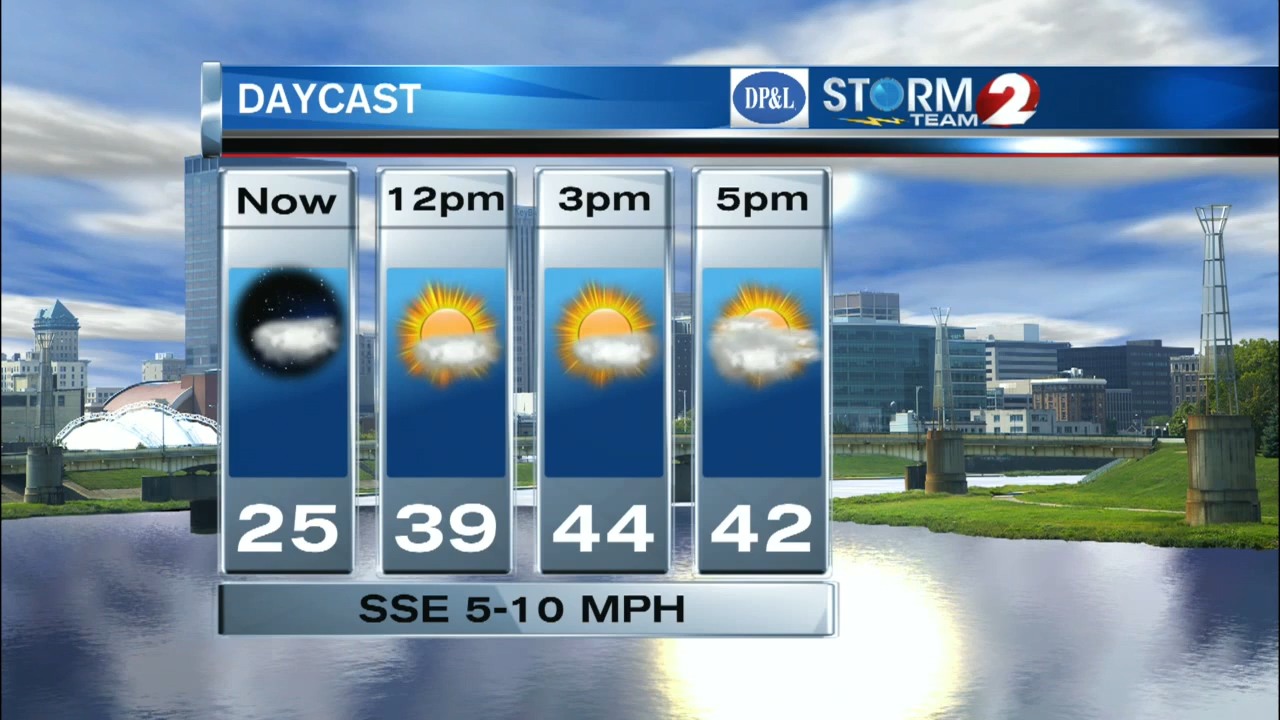 DAYCAST
DP&L
STORM
TEAM
2
Now
12pm
3pm
5pm
25
39
44
42
SSE 5-10 MPH